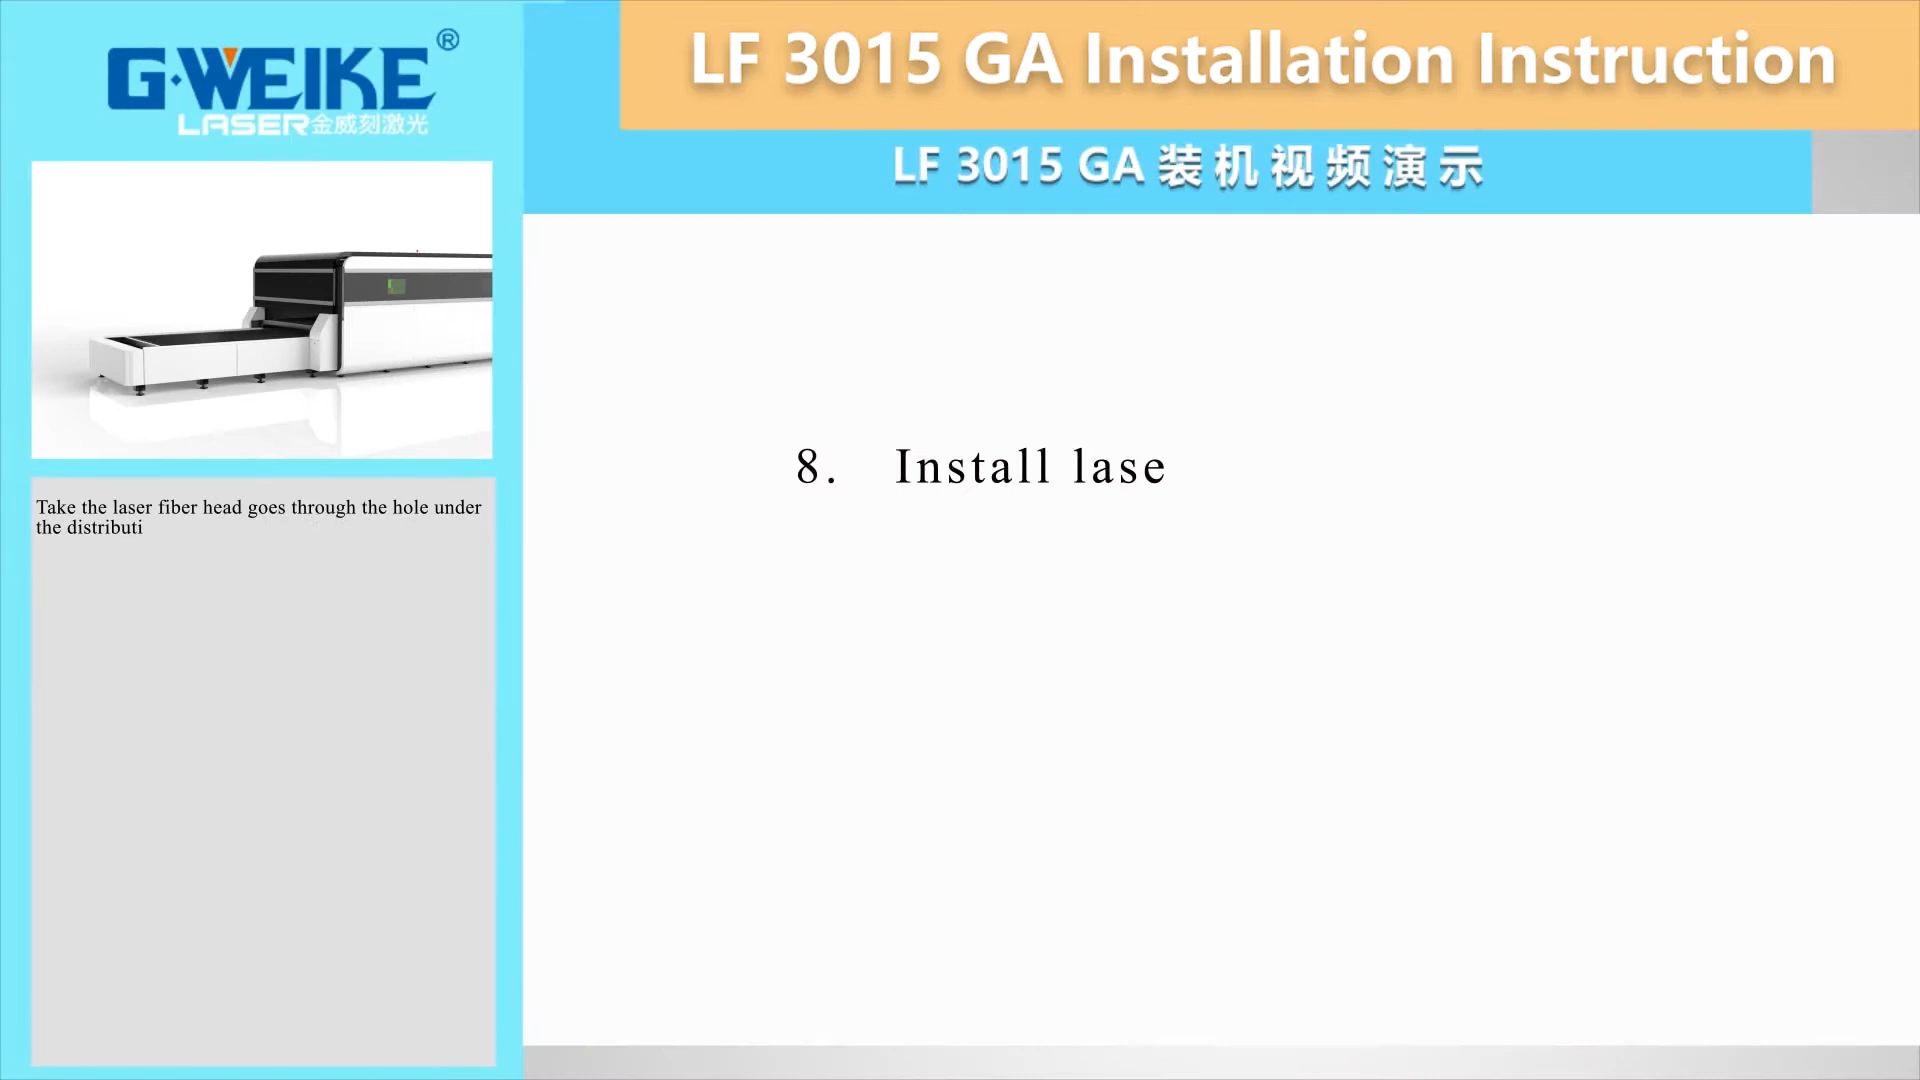 G·WEIKE®
LASER金威刻激光
LF 3015 GA Installation Instruction
LF 3015 GA 装机视频演示
Take the laser fiber head goes through the hole under
the distributi
8. Install lase